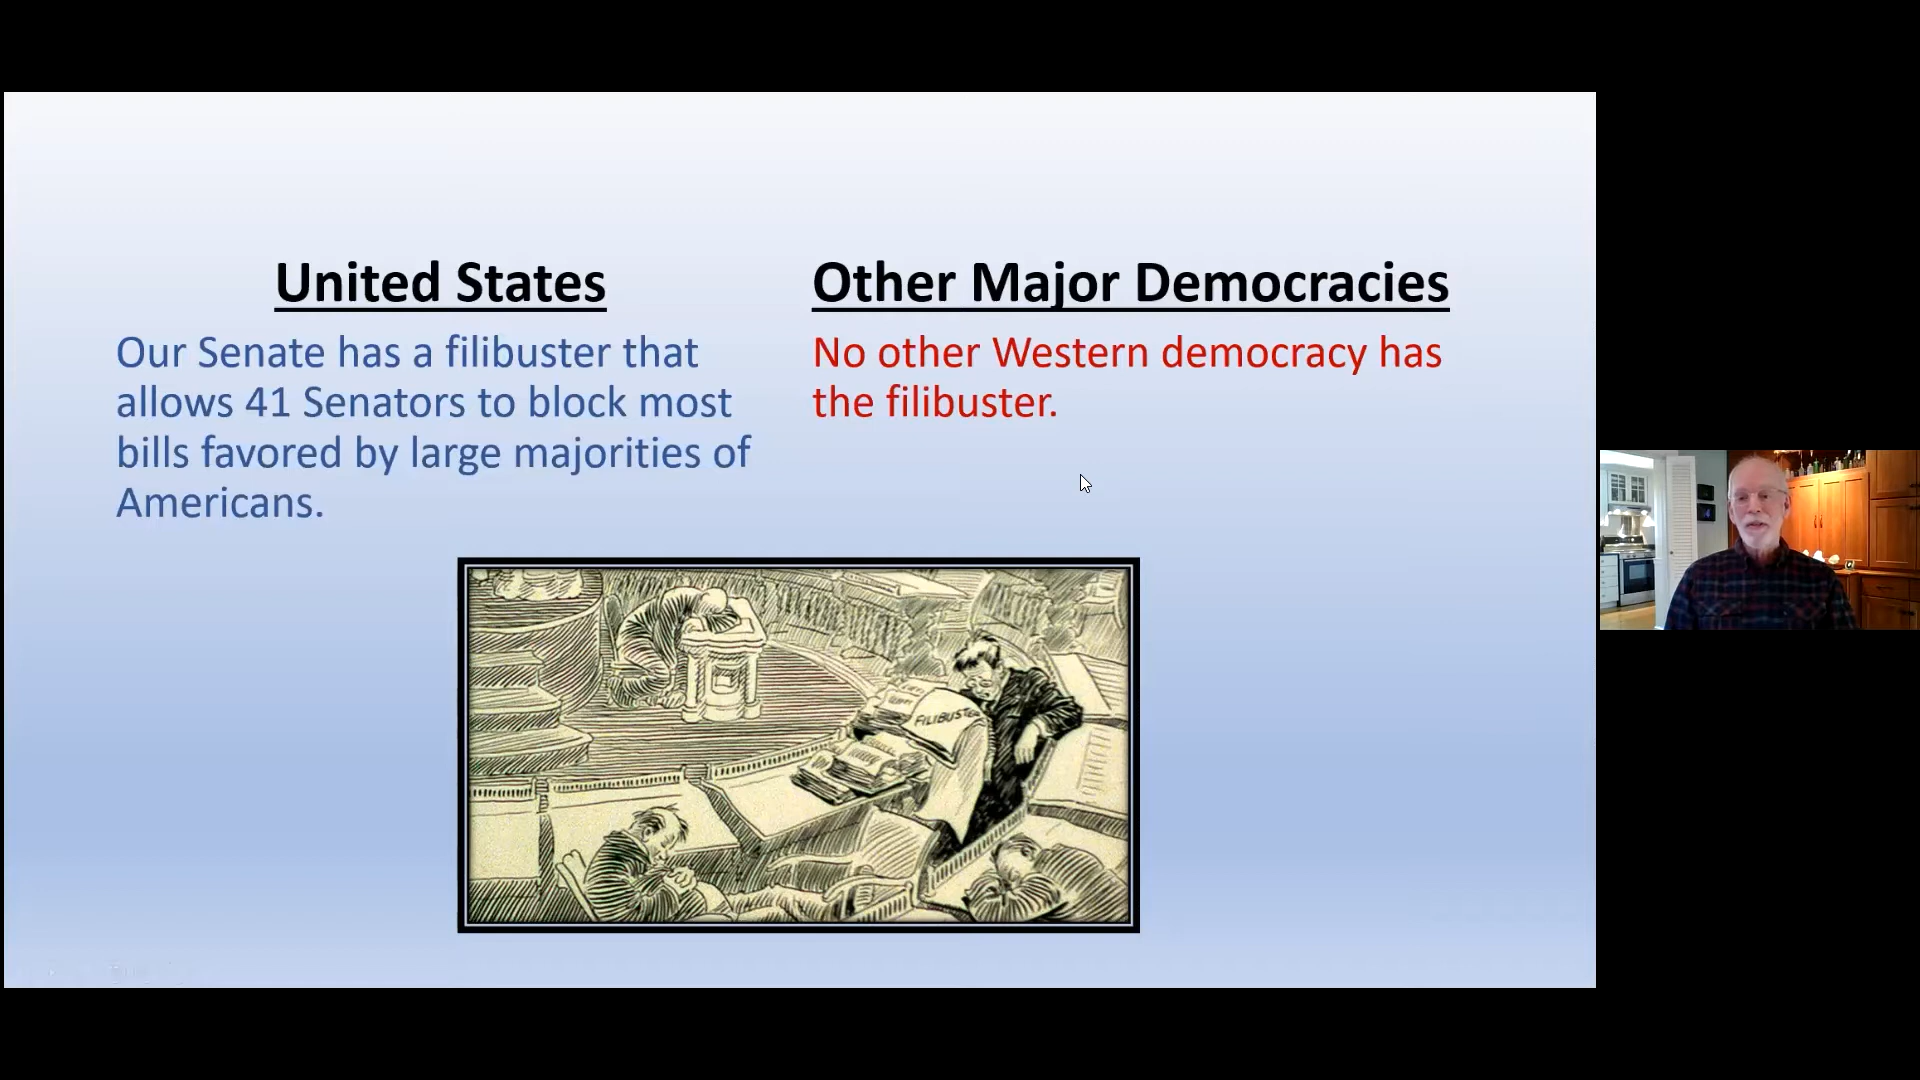 United States
Our Senate has a filibuster that
allows 41 Senators to block most
bills favored by large majorities of
Americans.
Other Major Democracies
No other Western democracy has
the filibuster.
FILIBUSTER